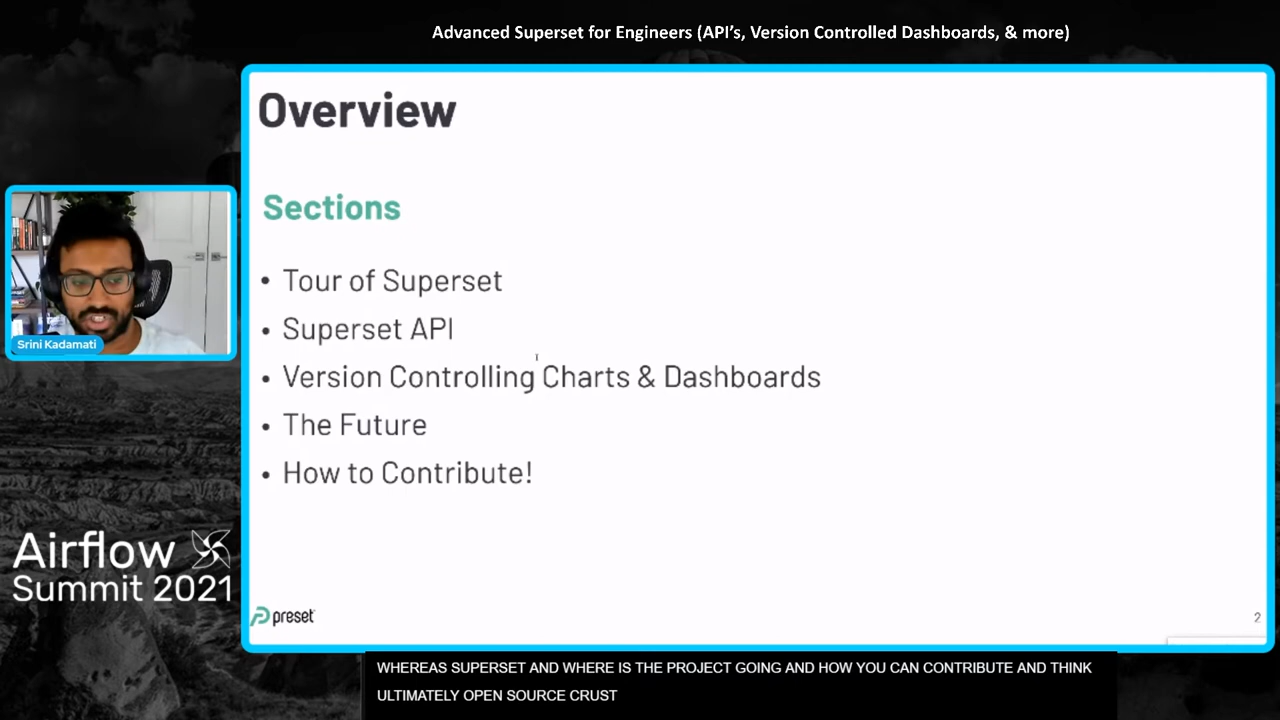 Advanced Superset for Engineers (API's, Version Controlled Dashboards, & more)
Overview
Sections
• Tour of Superset
• Superset API
• Version Controlling Charts & Dashboards
• The Future
• How to Contribute!
Srini Kadamati
Airflow
Summit 2021
preset
2
WHEREAS SUPERSET AND WHERE IS THE PROJECT GOING AND HOW YOU CAN CONTRIBUTE AND THINK
ULTIMATELY OPEN SOURCE CRUST